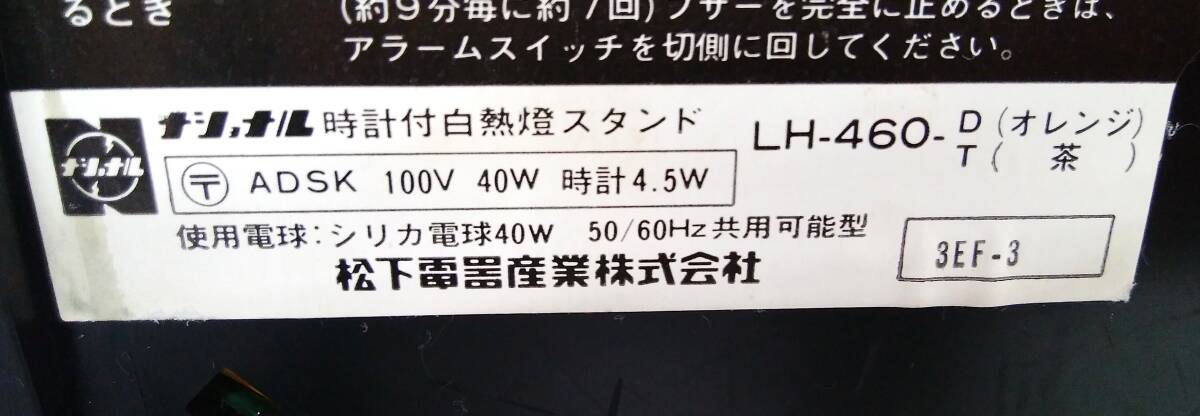 るとき
(約9分毎に約7回)ブザーを完全に止めるときは、
アラームスイッチを切側に回してください。
ナショナル
ナショナル 時計付白熱燈スタンド LH-460-D(オレンジ)
T( 茶 )
〒 ADSK 100V 40W 時計4.5W
使用電球:シリカ電球40W 50/60Hz共用可能型
3EF-3
松下電器産業株式会社